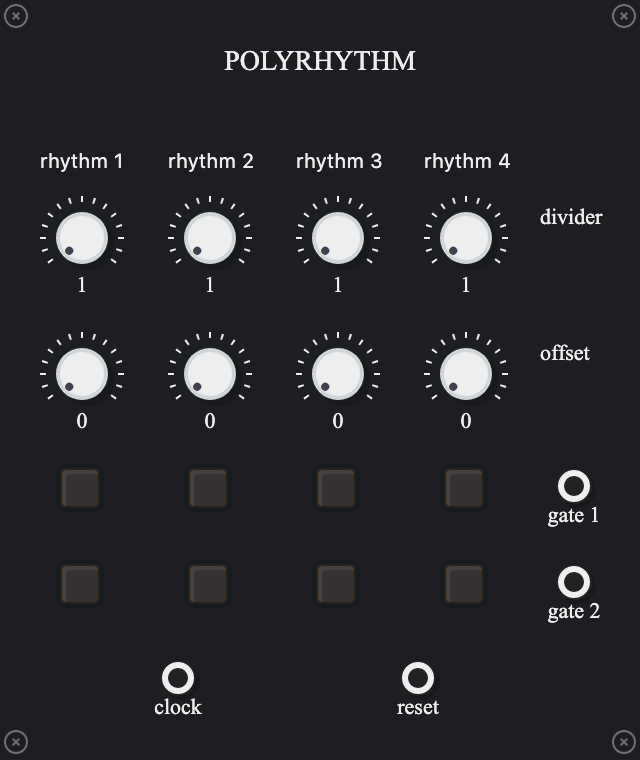 POLYRHYTHM
rhythm 1 rhythm 2 rhythm 3 rhythm 4
divider
1 1 1 1
offset
0 0 0 0
gate 1
gate 2
clock reset